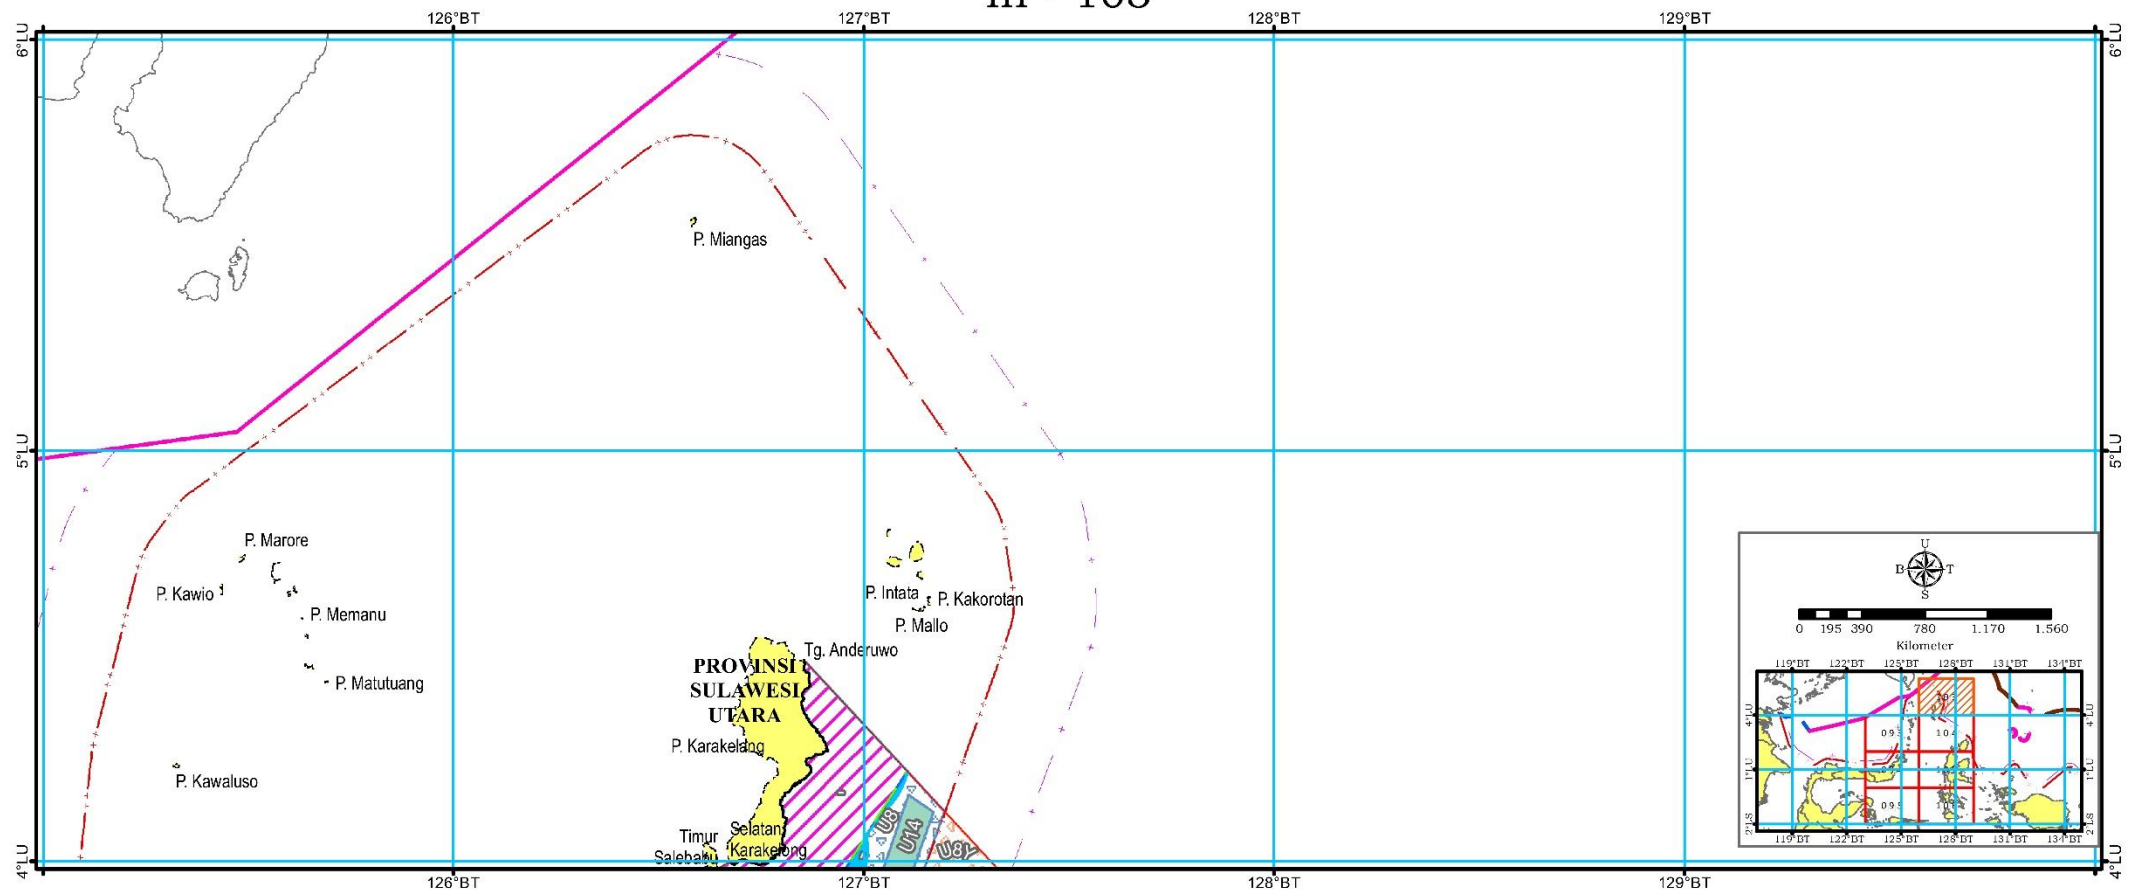 III - 103
126°BT 127°BT 128°BT 129°BT
6°LU 6°LU
P. Miangas
5°LU 5°LU
P. Marore
P. Kawio
P. Memanu
P. Matutuang
P. Kawaluso
P. Intata
P. Kakorotan
P. Mallo
Tg. Anderuwo
PROVINSI
SULAWESI
UTARA
P. Karakelang
Timur
Salebabu
Selatan
Karakelong
U8
U14
U8Y
4°LU 4°LU
126°BT 127°BT 128°BT 129°BT
U
B T
S
0 195 390 780 1.170 1.560
Kilometer
119°BT 122°BT 125°BT 128°BT 131°BT 134°BT
4°LU 4°LU
104
1°LU 1°LU
2°LS 2°LS
119°BT 122°BT 125°BT 128°BT 131°BT 134°BT